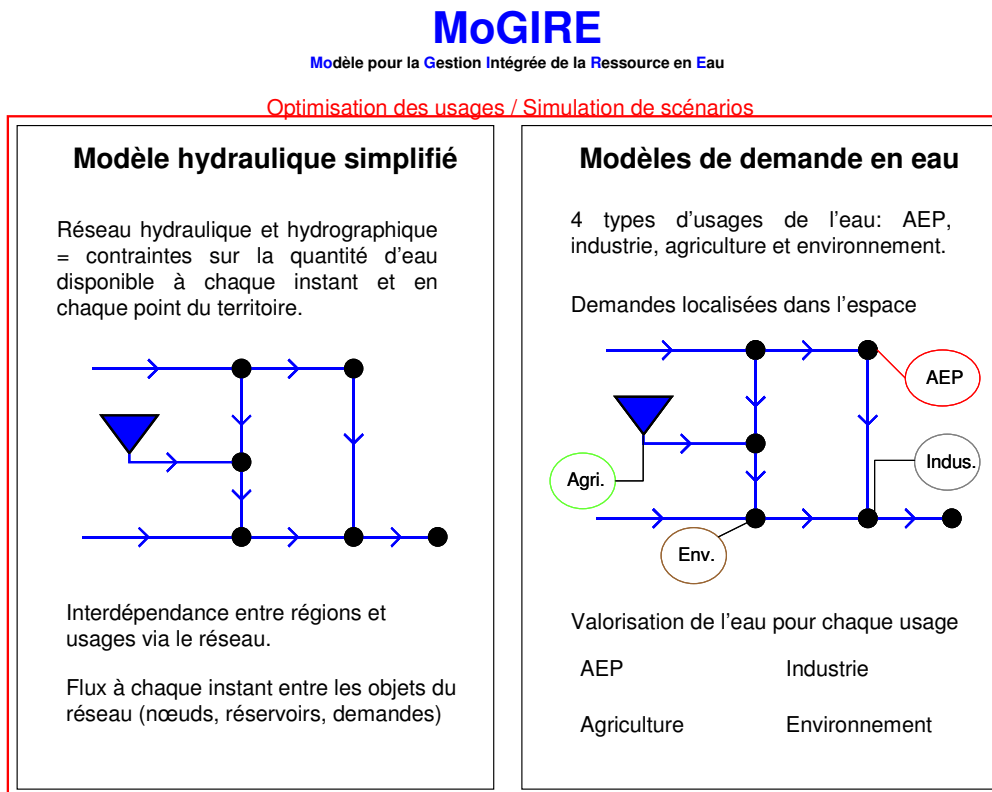 MoGIRE
Modèle pour la Gestion Intégrée de la Ressource en Eau
Optimisation des usages / Simulation de scénarios
Modèle hydraulique simplifié
Réseau hydraulique et hydrographique
= contraintes sur la quantité d'eau
disponible à chaque instant et en
chaque point du territoire.
Interdépendance entre régions et
usages via le réseau.
Flux à chaque instant entre les objets du
réseau (nœuds, réservoirs, demandes)
Modèles de demande en eau
4 types d'usages de l'eau: AEP,
industrie, agriculture et environnement.
Demandes localisées dans l'espace
AEP
Indus.
Agri.
Env.
Valorisation de l'eau pour chaque usage
AEP Industrie
Agriculture Environnement